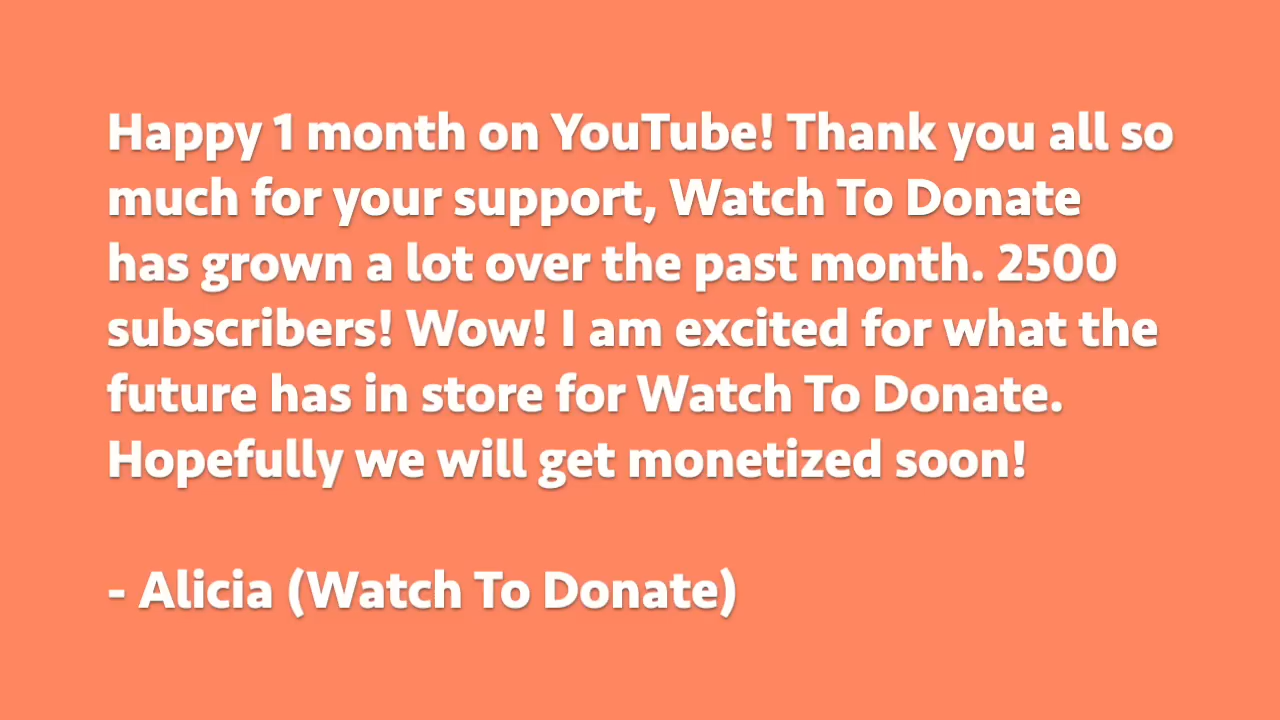 Happy 1 month on YouTube! Thank you all so
much for your support, Watch To Donate
has grown a lot over the past month. 2500
subscribers! Wow! I am excited for what the
future has in store for Watch To Donate.
Hopefully we will get monetized soon!
- Alicia (Watch To Donate)